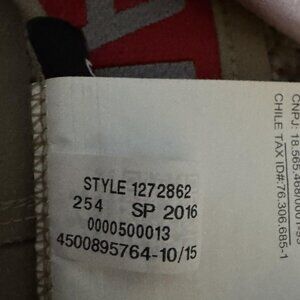 STYLE 1272862
254 SP 2016
0000500013
4500895764-10/15
CHILE TAX ID#:76.306.685-1